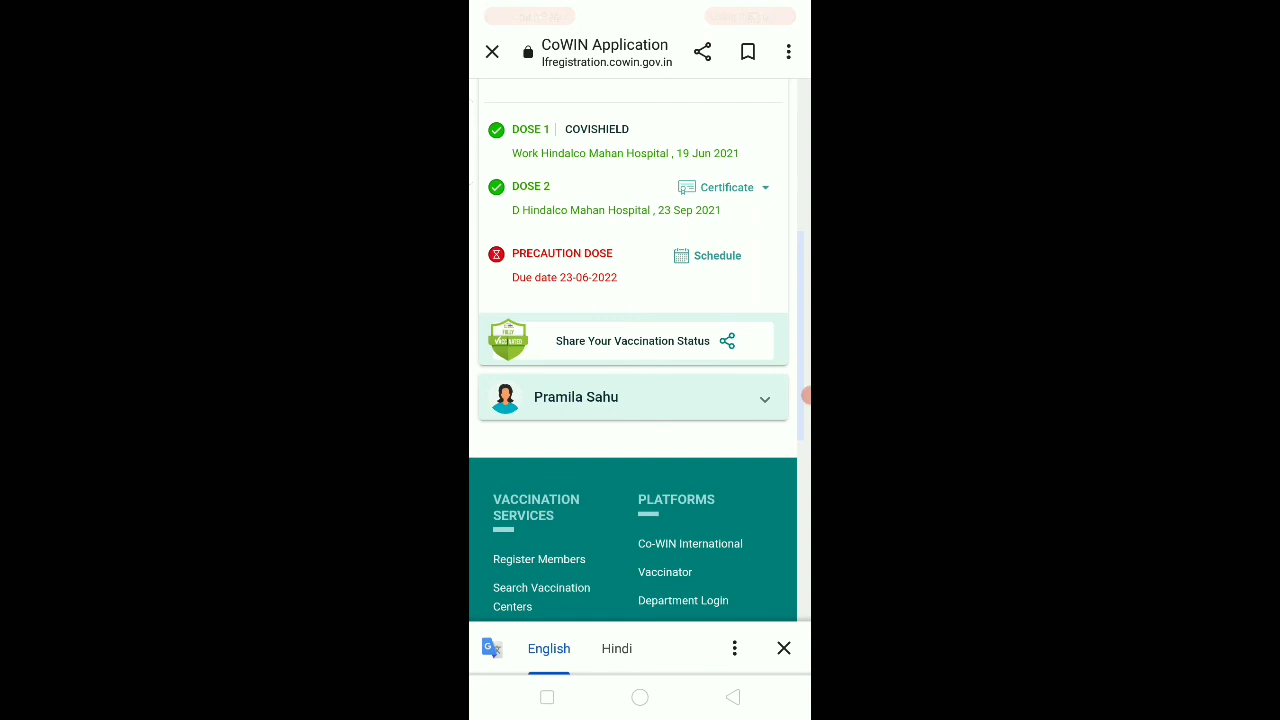 CoWIN Application
lfregistration.cowin.gov.in
DOSE 1 | COVISHIELD
Work Hindalco Mahan Hospital , 19 Jun 2021
DOSE 2 Certificate
D Hindalco Mahan Hospital , 23 Sep 2021
PRECAUTION DOSE Schedule
Due date 23-06-2022
FULLY
VACCINATED
Share Your Vaccination Status
Pramila Sahu
VACCINATION
SERVICES
Register Members
Search Vaccination
Centers
PLATFORMS
Co-WIN International
Vaccinator
Department Login
English Hindi